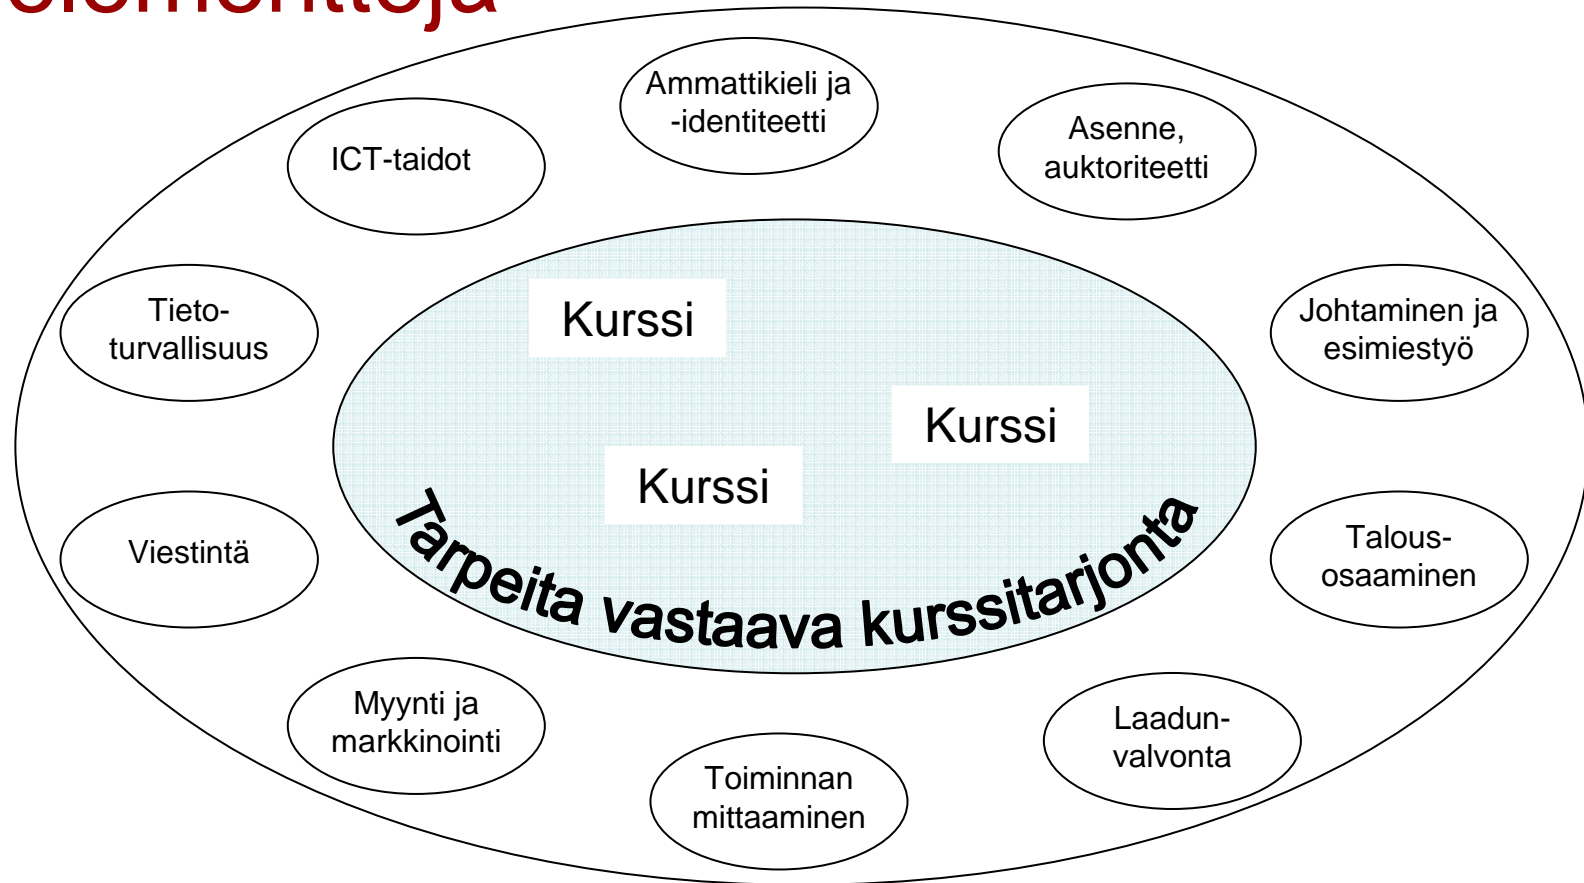 elementtejä
Ammattikieli ja
-identiteetti
Asenne,
auktoriteetti
ICT-taidot
Tieto-
turvallisuus
Johtaminen ja
esimiestyö
Kurssi
Kurssi
Kurssi
Tarpeita vastaava kurssitarjonta
Viestintä
Talous-
osaaminen
Myynti ja
markkinointi
Laadun-
valvonta
Toiminnan
mittaaminen